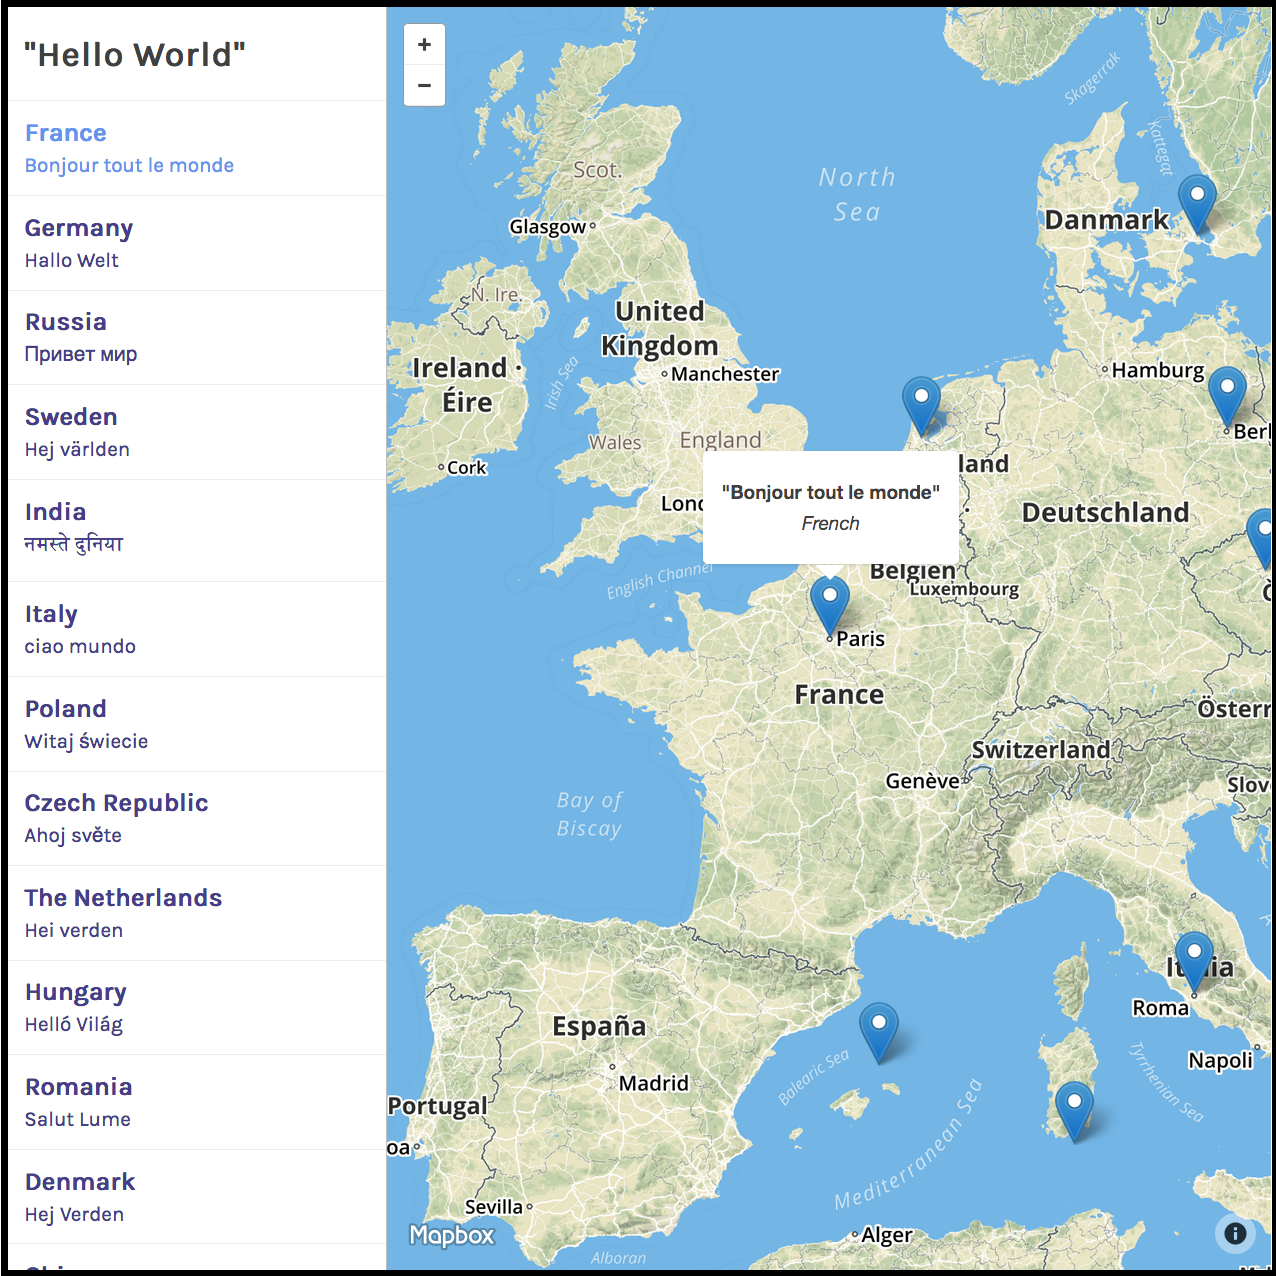 "Hello World"
France
Bonjour tout le monde
Germany
Hallo Welt
Russia
Привет мир
Sweden
Hej världen
India
नमस्ते दुनिया
Italy
ciao mundo
Poland
Witaj świecie
Czech Republic
Ahoj světe
The Netherlands
Hei verden
Hungary
Helló Világ
Romania
Salut Lume
Denmark
Hej Verden
+
−
Skagerrak
Kattegat
Scot.
North
Sea
Danmark
Glasgow
N. Ire.
United
Kingdom
Ireland
Éire
Irish Sea
Manchester
Hamburg
Wales
England
Berl
Cork
land
Lond
"Bonjour tout le monde"
French
Deutschland
English Channel
Belgien
Luxembourg
Paris
France
Österr
Switzerland
Genève
Slov
Bay of
Biscay
Roma
España
Napoli
Balearic Sea
Tyrrhenian Sea
Madrid
Portugal
Mediterranean Sea
oa
Sevilla
Mapbox
Alger
Alboran
i